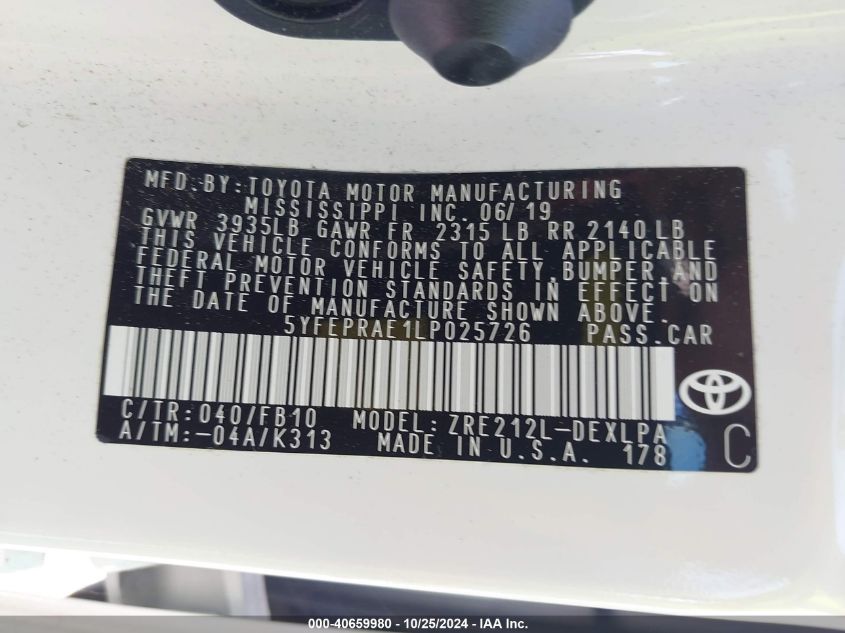 MFD.BY:TOYOTA MOTOR MANUFACTURING
MISSISSIPPI INC. 06/19
GVWR 3935LB GAWR FR 2315 LB RR 2140 LB
THIS VEHICLE CONFORMS TO ALL APPLICABLE
FEDERAL MOTOR VEHICLE SAFETY, BUMPER AND
THEFT PREVENTION STANDARDS IN EFFECT ON
THE DATE OF MANUFACTURE SHOWN ABOVE.
5YFEPRAE1LP025726 PASS.CAR
C/TR:040/FB10 MODEL:ZRE212L-DEXLPA
A/TM:-04A/K313 MADE IN U.S.A. 178 C
000-40659980 - 10/25/2024 - IAA, Inc.